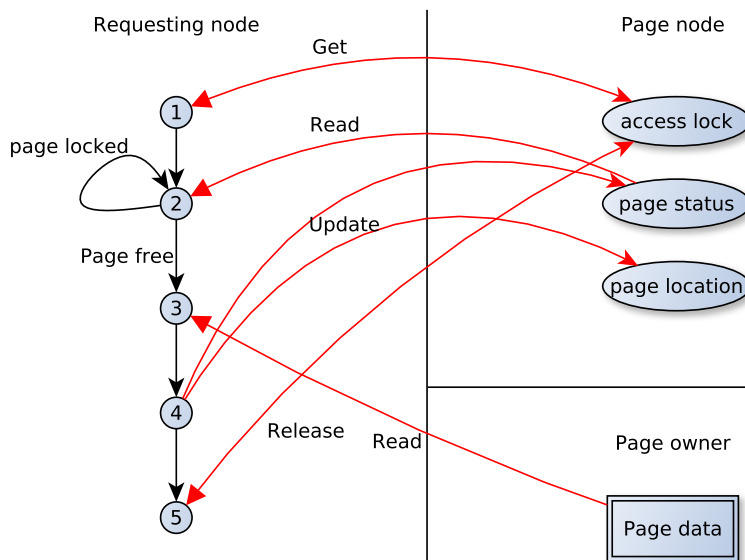 Requesting node
Page node
Get
1
access lock
Read
page locked
2
page status
Update
Page free
page location
3
4
Release
Read
Page owner
5
Page data